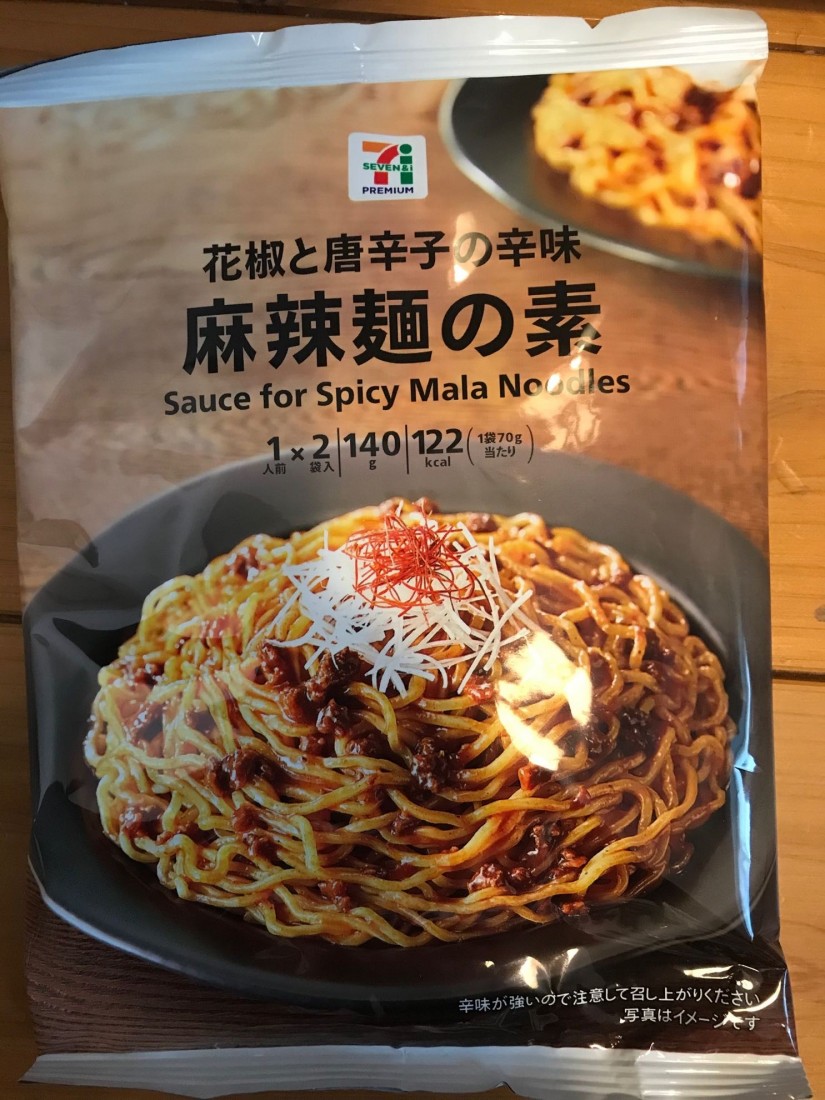 SEVEN&i
PREMIUM
花椒と唐辛子の辛味
麻辣麺の素
Sauce for Spicy Mala Noodles
1人前×2袋入 140g 122kcal (1袋70g当たり)
辛味が強いので注意して召し上がりください
写真はイメージです